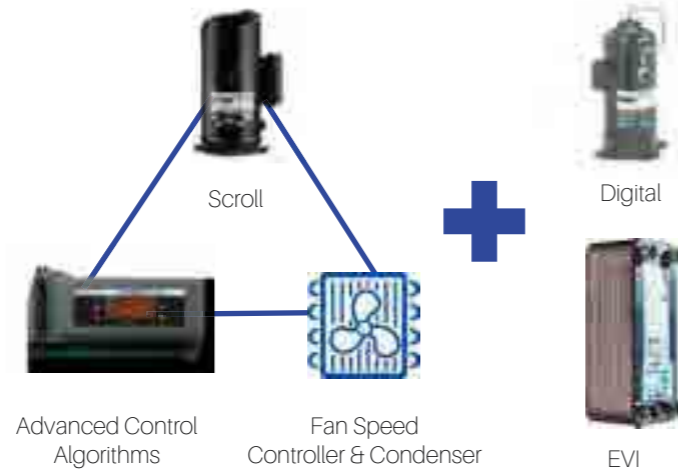 Scroll
Digital
Advanced Control
Algorithms
Fan Speed
Controller & Condenser
EVI